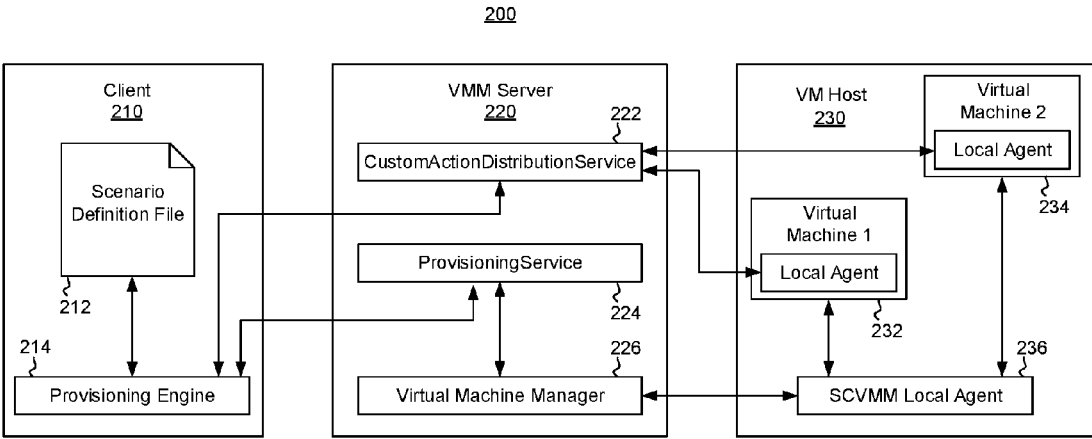 200
Client
210
Scenario
Definition File
212
214
Provisioning Engine
VMM Server
220
222
CustomActionDistributionService
ProvisioningService
224
226
Virtual Machine Manager
VM Host
230
Virtual
Machine 2
Local Agent
234
Virtual
Machine 1
Local Agent
232
236
SCVMM Local Agent